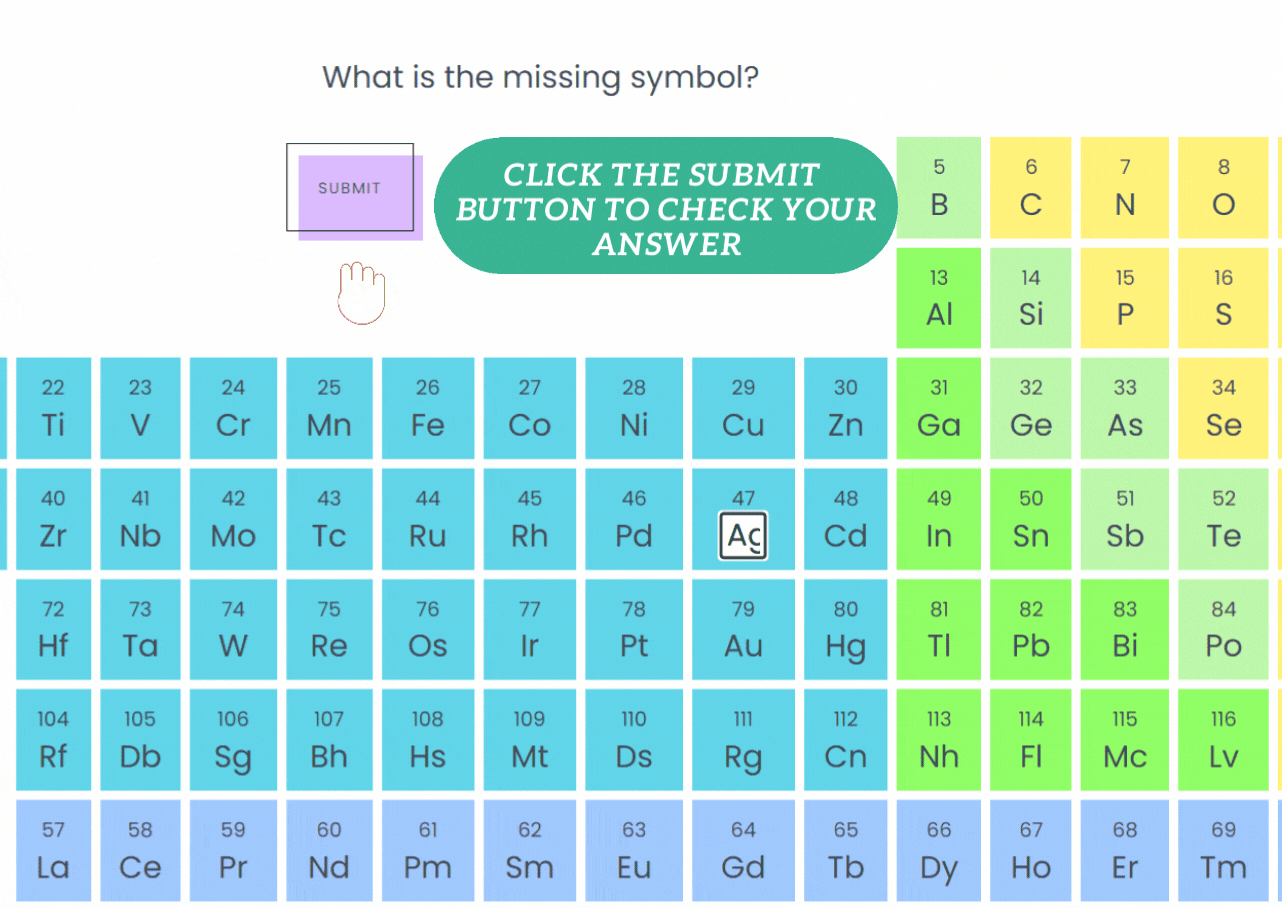 What is the missing symbol?
SUBMIT
CLICK THE SUBMIT
BUTTON TO CHECK YOUR
ANSWER
5 6 7 8
B C N O
13 14 15 16
Al Si P S
22 23 24 25 26 27 28 29 30 31 32 33 34
Ti V Cr Mn Fe Co Ni Cu Zn Ga Ge As Se
40 41 42 43 44 45 46 47 48 49 50 51 52
Zr Nb Mo Tc Ru Rh Pd Ag Cd In Sn Sb Te
72 73 74 75 76 77 78 79 80 81 82 83 84
Hf Ta W Re Os Ir Pt Au Hg Tl Pb Bi Po
104 105 106 107 108 109 110 111 112 113 114 115 116
Rf Db Sg Bh Hs Mt Ds Rg Cn Nh Fl Mc Lv
57 58 59 60 61 62 63 64 65 66 67 68 69
La Ce Pr Nd Pm Sm Eu Gd Tb Dy Ho Er Tm